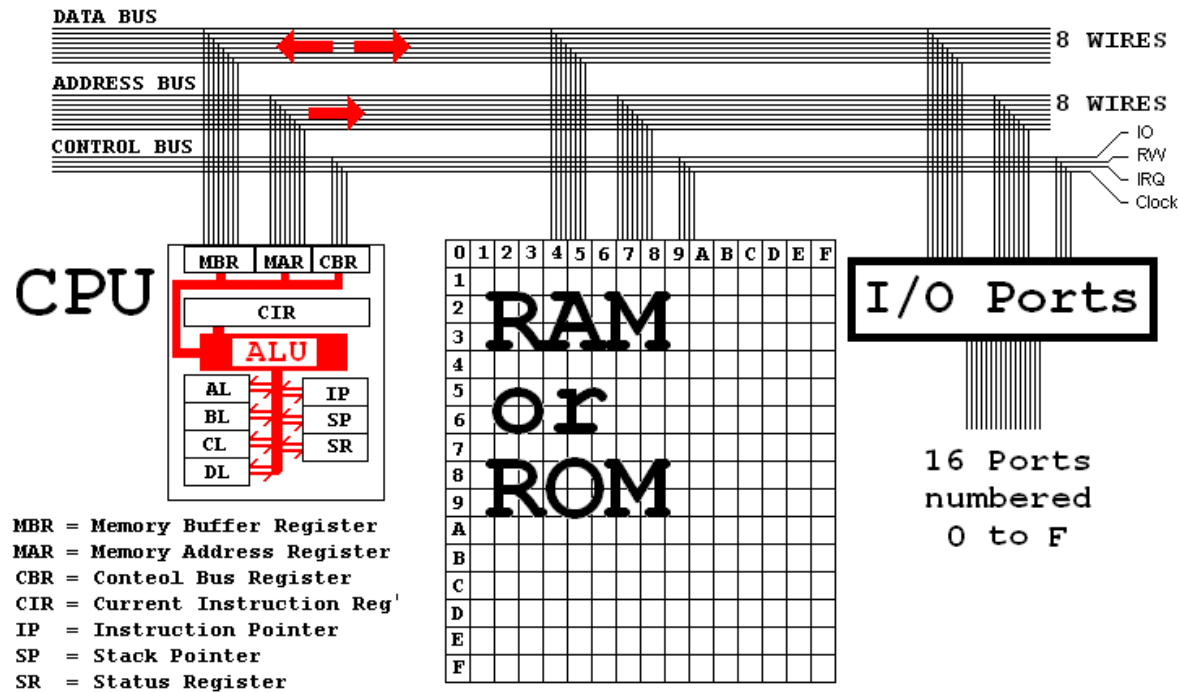 DATA BUS
8 WIRES
ADDRESS BUS
8 WIRES
CONTROL BUS
IO
RW
IRQ
Clock
CPU
MBR MAR CBR
CIR
ALU
AL
BL
CL
DL
IP
SP
SR
0 1 2 3 4 5 6 7 8 9 A B C D E F
1
2
3
4
5
6
7
8
9
A
B
C
D
E
F
RAM
or
ROM
I/O Ports
16 Ports
numbered
0 to F
MBR = Memory Buffer Register
MAR = Memory Address Register
CBR = Conteol Bus Register
CIR = Current Instruction Reg'
IP = Instruction Pointer
SP = Stack Pointer
SR = Status Register